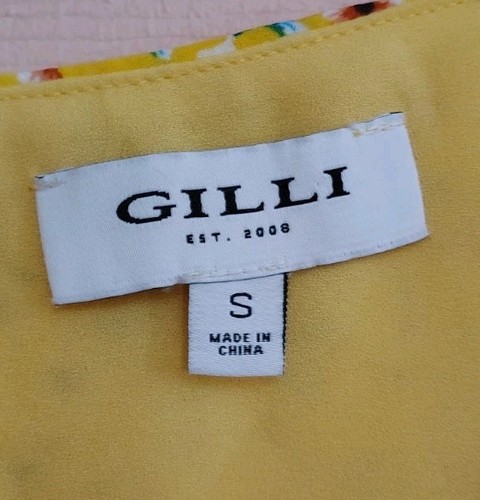 GILLI
EST. 2008
S
MADE IN
CHINA